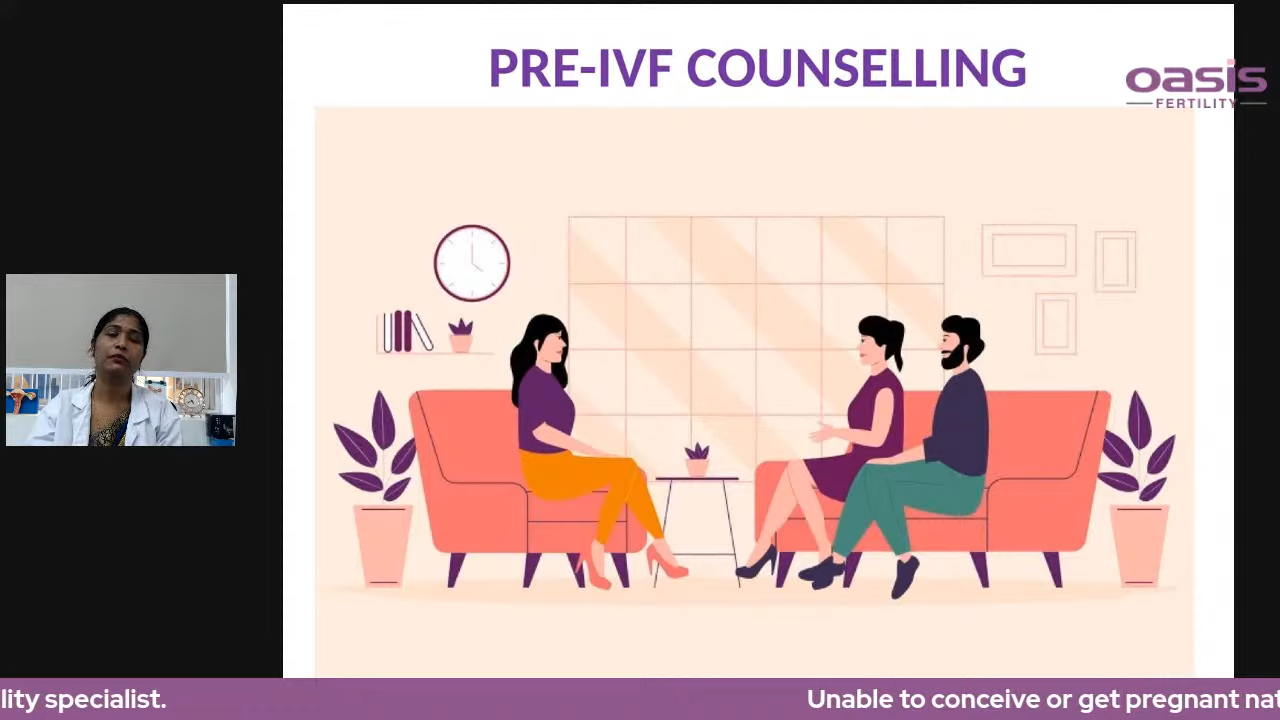 PRE-IVF COUNSELLING
oasis
FERTILITY
lity specialist.
Unable to conceive or get pregnant nat